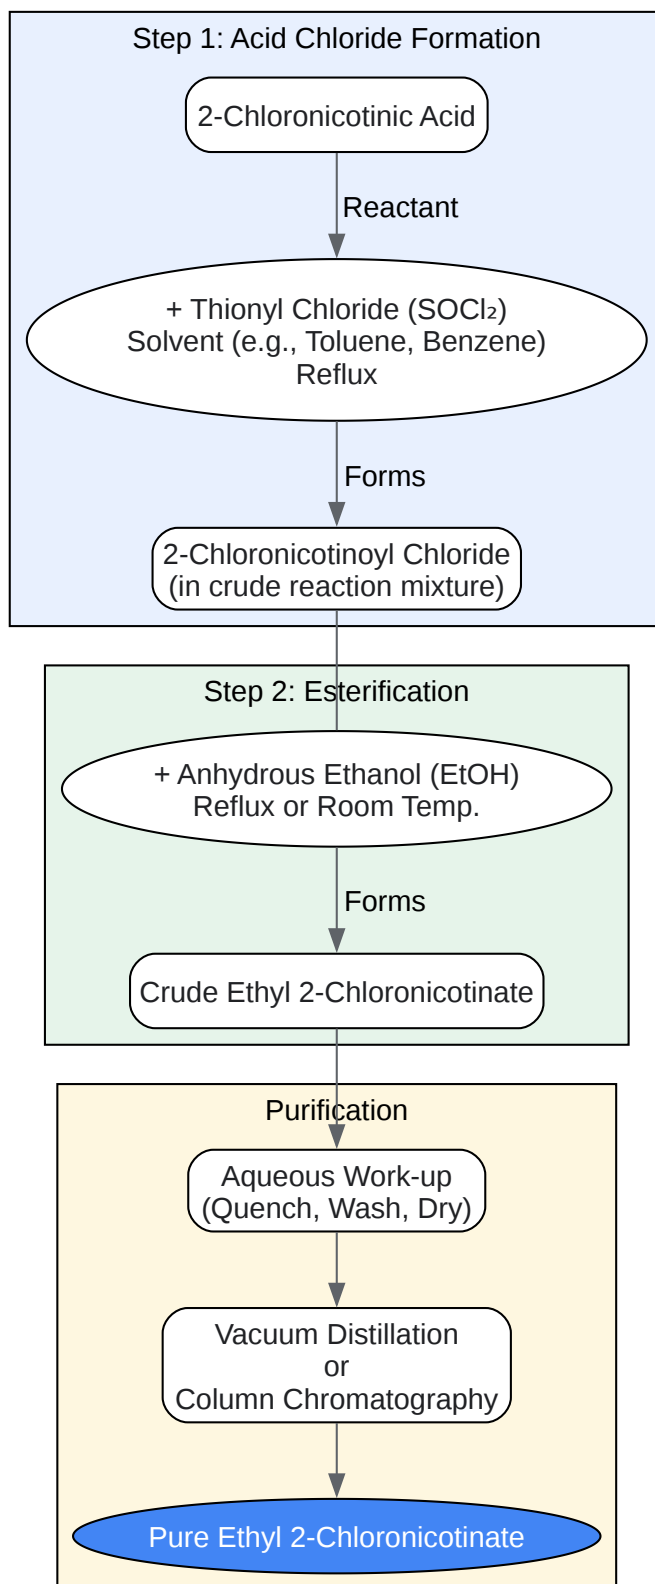 Step 1: Acid Chloride Formation
2-Chloronicotinic Acid
Reactant
+ Thionyl Chloride (SOCl₂)
Solvent (e.g., Toluene, Benzene)
Reflux
Forms
2-Chloronicotinoyl Chloride
(in crude reaction mixture)
Step 2: Esterification
+ Anhydrous Ethanol (EtOH)
Reflux or Room Temp.
Forms
Crude Ethyl 2-Chloronicotinate
Purification
Aqueous Work-up
(Quench, Wash, Dry)
Vacuum Distillation
or
Column Chromatography
Pure Ethyl 2-Chloronicotinate